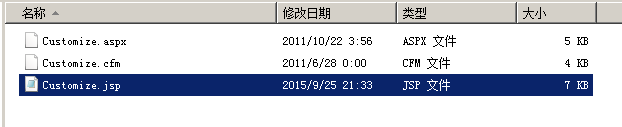 名称 修改日期 类型 大小
Customize.aspx 2011/10/22 3:56 ASPX 文件 5 KB
Customize.cfm 2011/6/28 0:00 CFM 文件 4 KB
Customize.jsp 2015/9/25 21:33 JSP 文件 7 KB